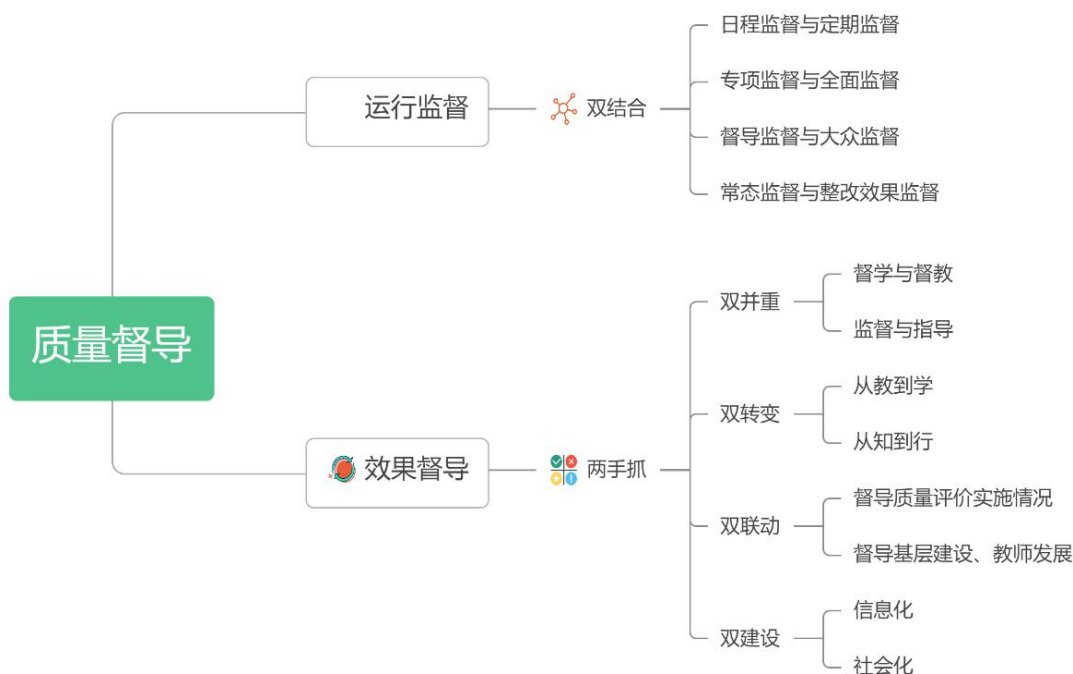 质量督导
运行监督
双结合
日程监督与定期监督
专项监督与全面监督
督导监督与大众监督
常态监督与整改效果监督
效果督导
两手抓
双并重
督学与督教
监督与指导
双转变
从教到学
从知到行
双联动
督导质量评价实施情况
督导基层建设、教师发展
双建设
信息化
社会化